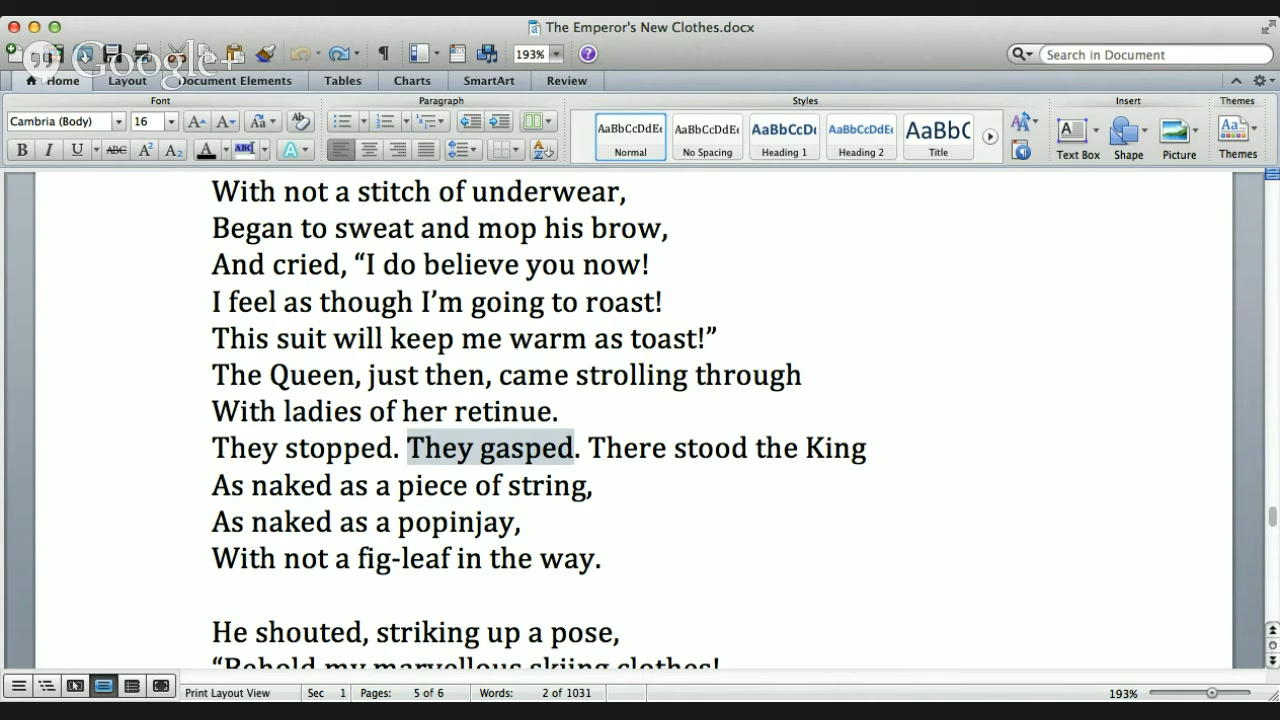 The Emperor's New Clothes.docx
Google+
193%
Search in Document
Home Layout Document Elements Tables Charts SmartArt Review
Font Paragraph Styles Insert Themes
Cambria (Body) 16
AaBbCcDdEe AaBbCcDdEe AaBbCcDc AaBbCcDdEe AaBbC
Normal No Spacing Heading 1 Heading 2 Title Text Box Shape Picture Themes
With not a stitch of underwear,
Began to sweat and mop his brow,
And cried, “I do believe you now!
I feel as though I’m going to roast!
This suit will keep me warm as toast!”
The Queen, just then, came strolling through
With ladies of her retinue.
They stopped. They gasped. There stood the King
As naked as a piece of string,
As naked as a popinjay,
With not a fig-leaf in the way.
He shouted, striking up a pose,
“Behold my marvellous skiing clothes!
Print Layout View Sec 1 Pages: 5 of 6 Words: 2 of 1031 193%